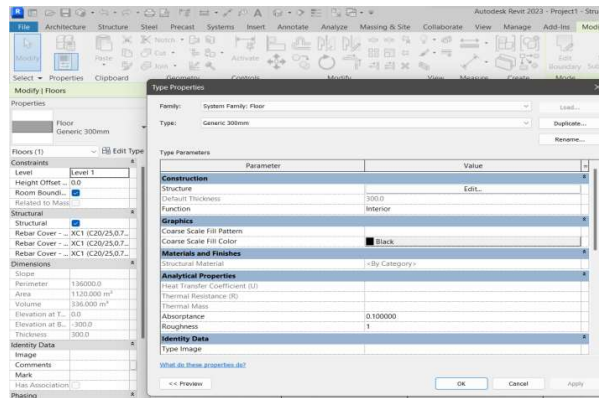 Autodesk Revit 2023 - Project1 - Stru
File Architecture Structure Steel Precast Systems Insert Annotate Analyze Massing & Site Collaborate View Manage Add-Ins Modi
Modify Paste Notch Cut Join Activate Edit Boundary
Select Properties Clipboard Geometry Controls Modify View Measure Create Mode
Modify | Floors
Properties
Floor
Generic 300mm
Floors (1) Edit Type
Constraints
Level Level 1
Height Offset ... 0.0
Room Boundi...
Related to Mass
Structural
Structural
Rebar Cover - ... XC1 (C20/25,0.7...
Rebar Cover - ... XC1 (C20/25,0.7...
Rebar Cover - ... XC1 (C20/25,0.7...
Dimensions
Slope
Perimeter 136000.0
Area 1120.000 m²
Volume 336.000 m³
Elevation at T... 0.0
Elevation at B... -300.0
Thickness 300.0
Identity Data
Image
Comments
Mark
Has Association
Phasing
Type Properties
Family: System Family: Floor Load...
Type: Generic 300mm Duplicate...
Rename...
Type Parameters
Parameter Value =
Construction
Structure Edit...
Default Thickness 300.0
Function Interior
Graphics
Coarse Scale Fill Pattern
Coarse Scale Fill Color Black
Materials and Finishes
Structural Material <By Category>
Analytical Properties
Heat Transfer Coefficient (U)
Thermal Resistance (R)
Thermal Mass
Absorptance 0.100000
Roughness 1
Identity Data
Type Image
What do these properties do?
<< Preview OK Cancel Apply